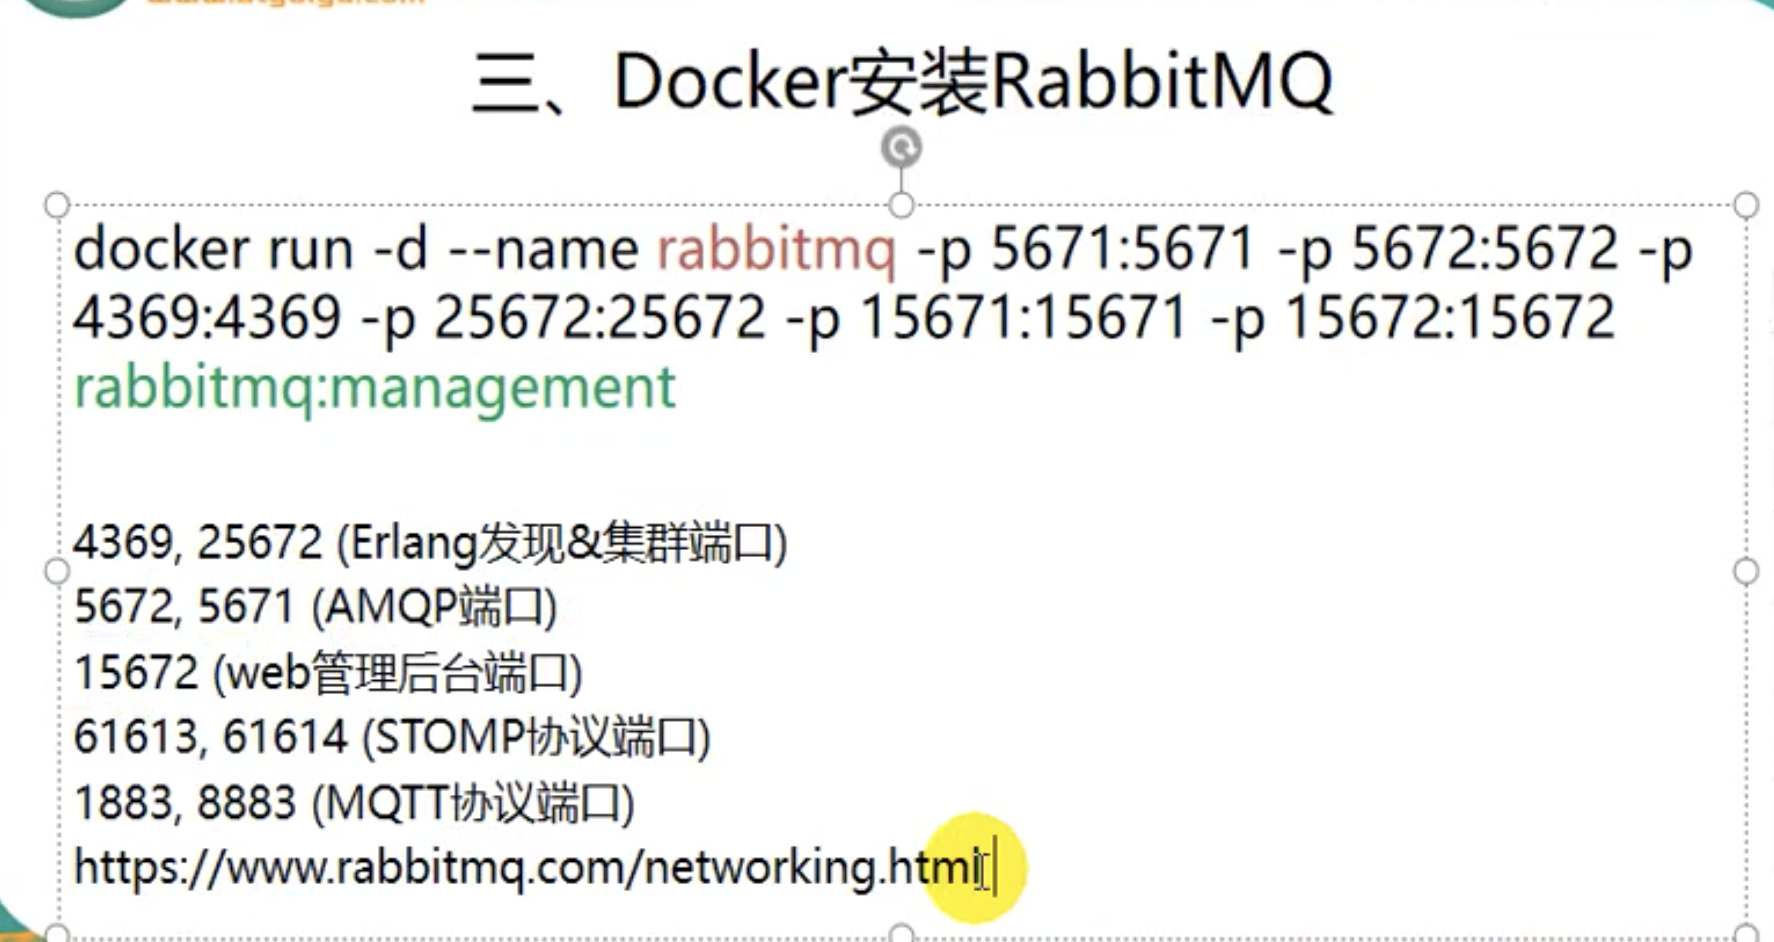 三、Docker安装RabbitMQ
docker run -d --name rabbitmq -p 5671:5671 -p 5672:5672 -p
4369:4369 -p 25672:25672 -p 15671:15671 -p 15672:15672
rabbitmq:management
4369, 25672 (Erlang发现&集群端口)
5672, 5671 (AMQP端口)
15672 (web管理后台端口)
61613, 61614 (STOMP协议端口)
1883, 8883 (MQTT协议端口)
https://www.rabbitmq.com/networking.html